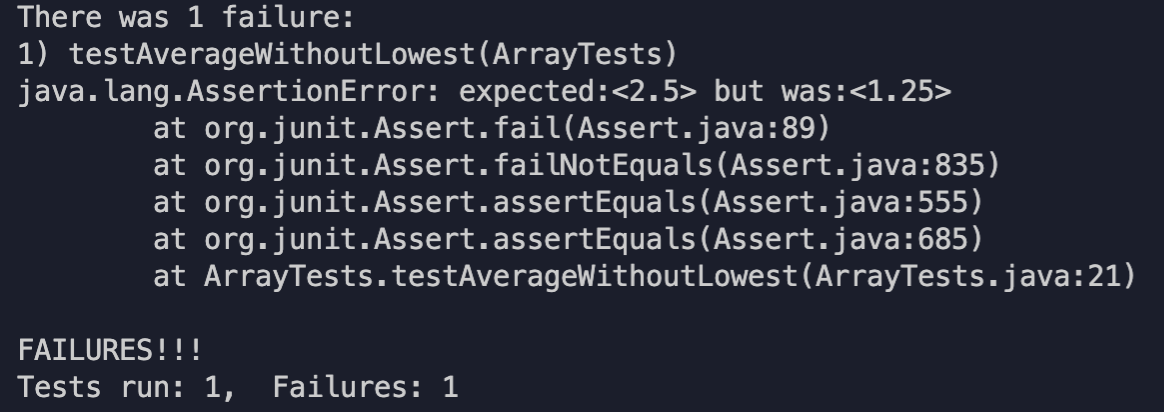 There was 1 failure:
1) testAverageWithoutLowest(ArrayTests)
java.lang.AssertionError: expected:<2.5> but was:<1.25>
        at org.junit.Assert.fail(Assert.java:89)
        at org.junit.Assert.failNotEquals(Assert.java:835)
        at org.junit.Assert.assertEquals(Assert.java:555)
        at org.junit.Assert.assertEquals(Assert.java:685)
        at ArrayTests.testAverageWithoutLowest(ArrayTests.java:21)

FAILURES!!!
Tests run: 1,  Failures: 1